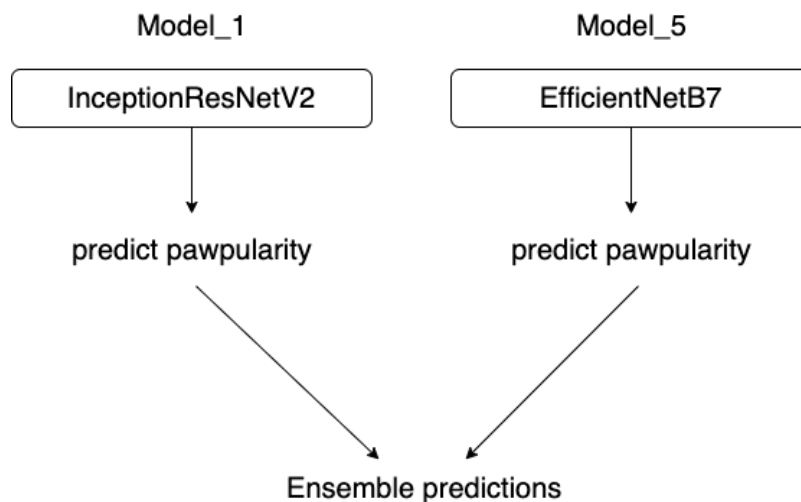 Model_1
Model_5
InceptionResNetV2
EfficientNetB7
predict pawpularity
predict pawpularity
Ensemble predictions